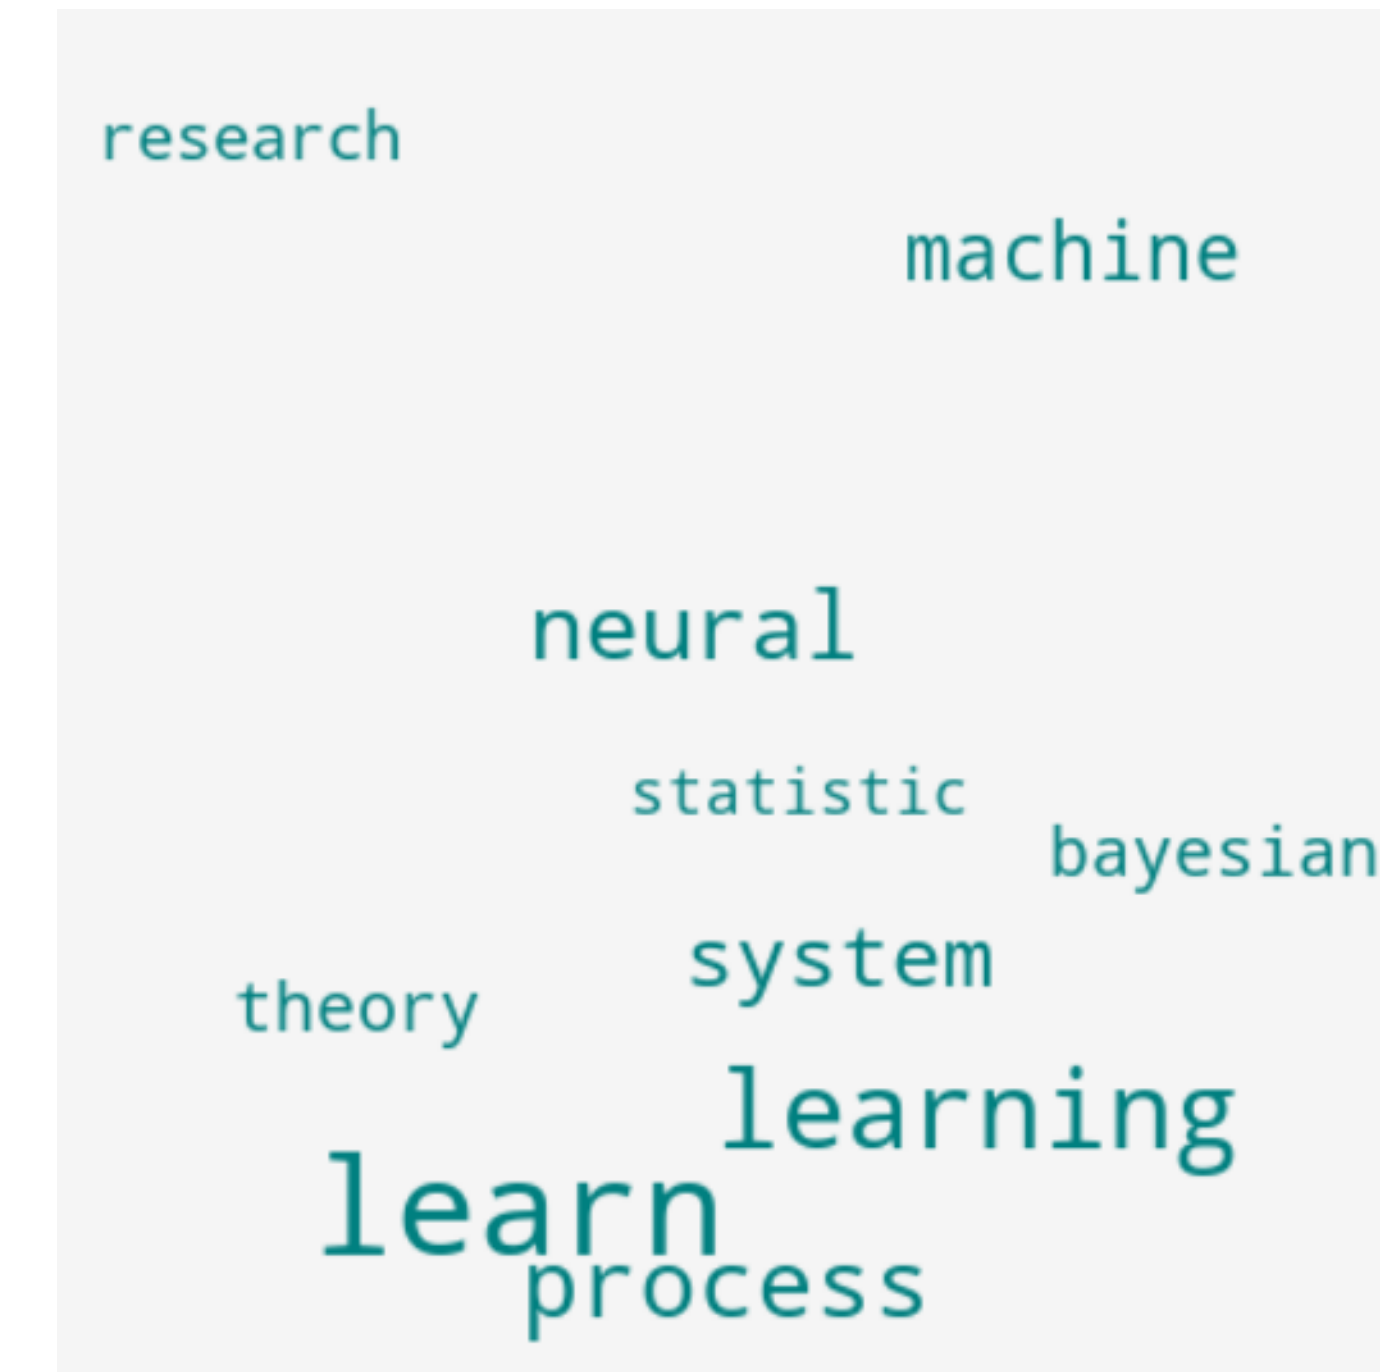 research
machine
neural
statistic
bayesian
system
theory
learning
learn
process